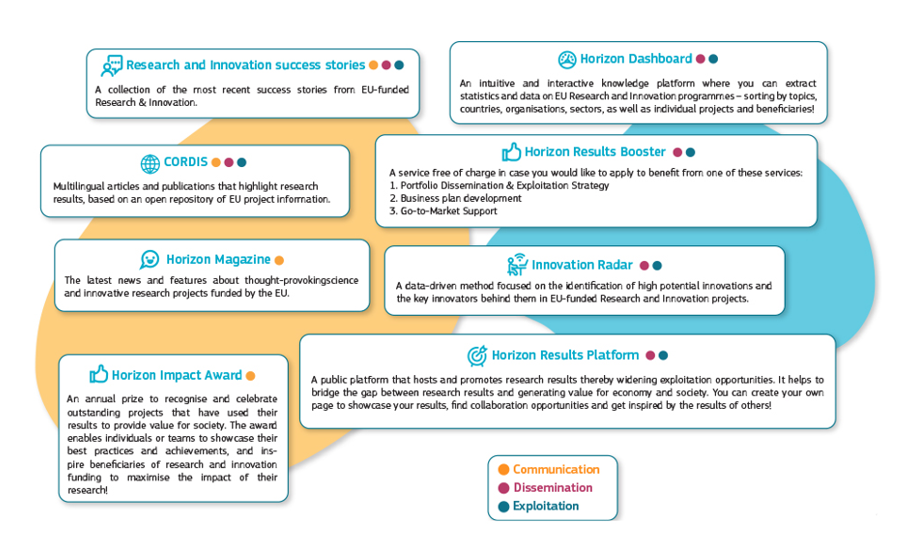 Research and Innovation success stories
A collection of the most recent success stories from EU-funded
Research & Innovation.
Horizon Dashboard
An intuitive and interactive knowledge platform where you can extract
statistics and data on EU Research and Innovation programmes – sorting by topics,
countries, organisations, sectors, as well as individual projects and beneficiaries!
CORDIS
Multilingual articles and publications that highlight research
results, based on an open repository of EU project information.
Horizon Results Booster
A service free of charge in case you would like to apply to benefit from one of these services:
1. Portfolio Dissemination & Exploitation Strategy
2. Business plan development
3. Go-to-Market Support
Horizon Magazine
The latest news and features about thought-provokingscience
and innovative research projects funded by the EU.
Innovation Radar
A data-driven method focused on the identification of high potential innovations and
the key innovators behind them in EU-funded Research and Innovation projects.
Horizon Results Platform
A public platform that hosts and promotes research results thereby widening exploitation opportunities. It helps to
bridge the gap between research results and generating value for economy and society. You can create your own
page to showcase your results, find collaboration opportunities and get inspired by the results of others!
Horizon Impact Award
An annual prize to recognise and celebrate
outstanding projects that have used their
results to provide value for society. The award
enables individuals or teams to showcase their
best practices and achievements, and ins-
pire beneficiaries of research and innovation
funding to maximise the impact of their
research!
Communication
Dissemination
Exploitation